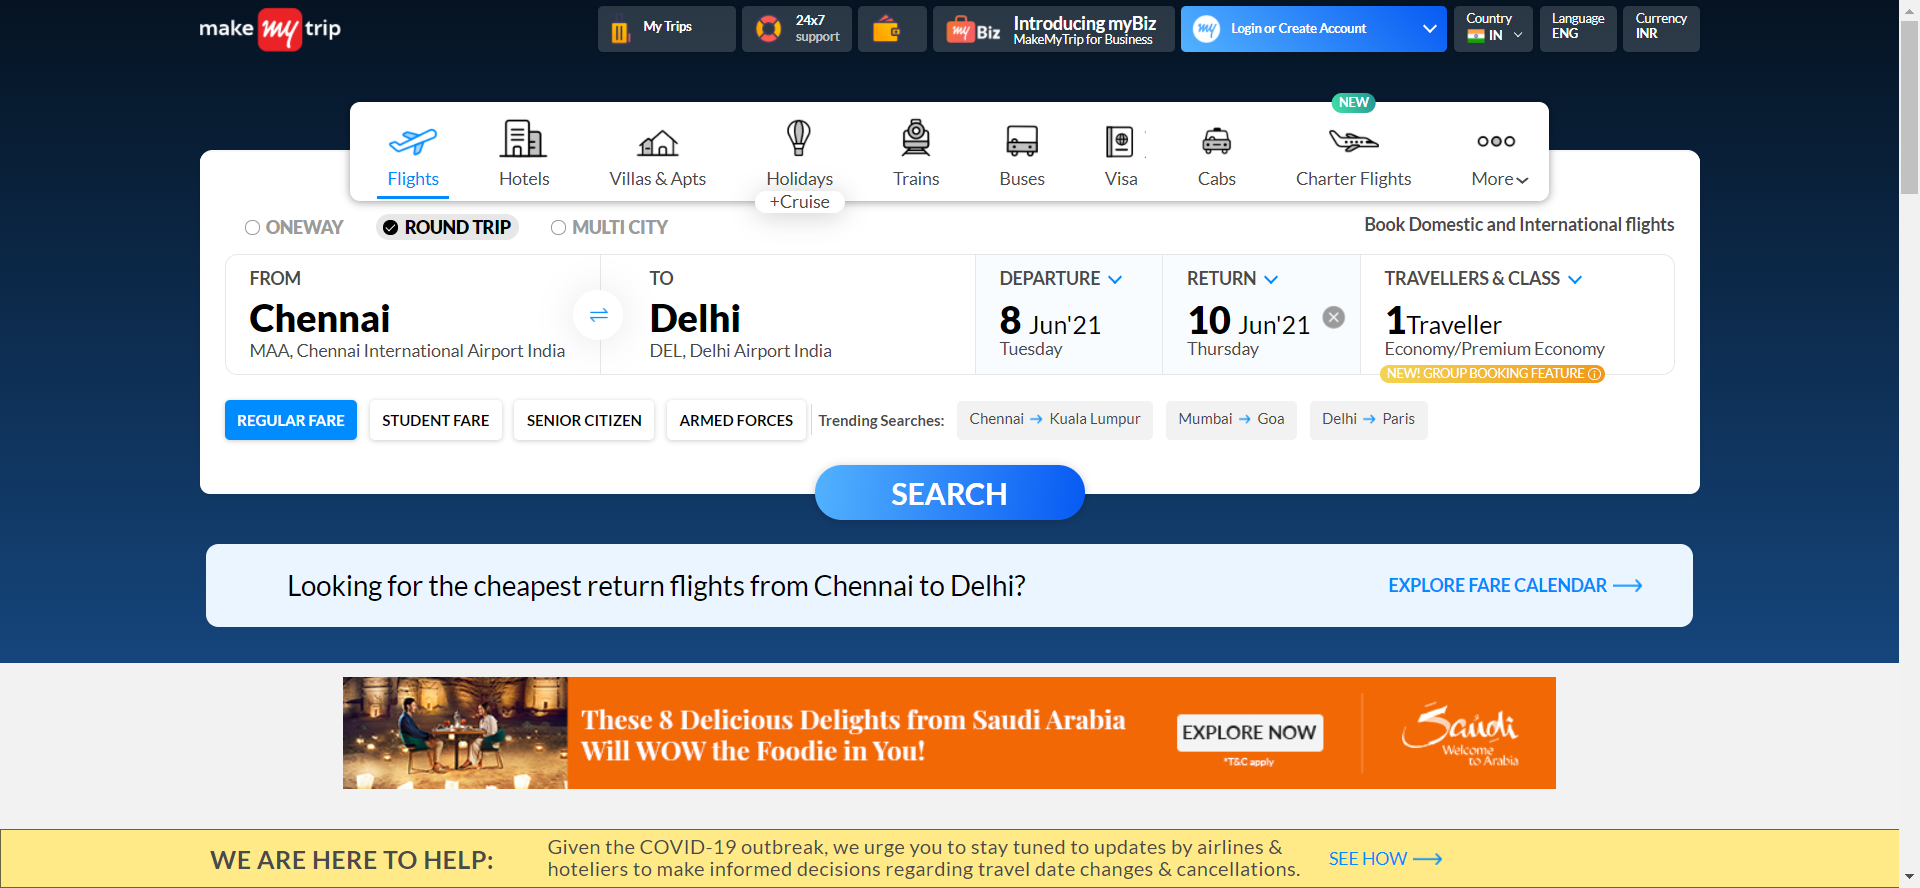 make my trip
My Trips
24x7
support
my Biz
Introducing myBiz
MakeMyTrip for Business
my
Login or Create Account
Country
IN
Language
ENG
Currency
INR
NEW
Flights
Hotels
Villas & Apts
Holidays
+Cruise
Trains
Buses
Visa
Cabs
Charter Flights
More
ONEWAY
ROUND TRIP
MULTI CITY
Book Domestic and International flights
FROM
Chennai
MAA, Chennai International Airport India
TO
Delhi
DEL, Delhi Airport India
DEPARTURE
8 Jun'21
Tuesday
RETURN
10 Jun'21
Thursday
TRAVELLERS & CLASS
1Traveller
Economy/Premium Economy
NEW! GROUP BOOKING FEATURE
REGULAR FARE
STUDENT FARE
SENIOR CITIZEN
ARMED FORCES
Trending Searches:
Chennai → Kuala Lumpur
Mumbai → Goa
Delhi → Paris
SEARCH
Looking for the cheapest return flights from Chennai to Delhi?
EXPLORE FARE CALENDAR
These 8 Delicious Delights from Saudi Arabia
Will WOW the Foodie in You!
EXPLORE NOW
*T&C apply
Saudi
Welcome
to Arabia
WE ARE HERE TO HELP:
Given the COVID-19 outbreak, we urge you to stay tuned to updates by airlines &
hoteliers to make informed decisions regarding travel date changes & cancellations.
SEE HOW